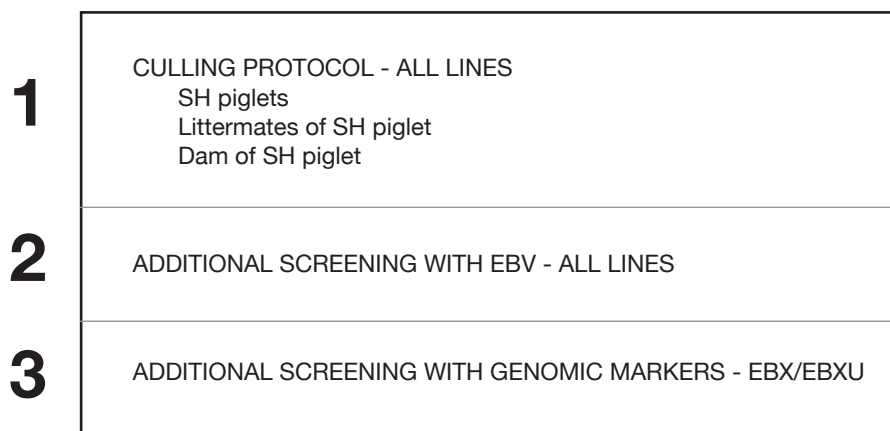 1
CULLING PROTOCOL - ALL LINES
SH piglets
Littermates of SH piglet
Dam of SH piglet
2
ADDITIONAL SCREENING WITH EBV - ALL LINES
3
ADDITIONAL SCREENING WITH GENOMIC MARKERS - EBX/EBXU